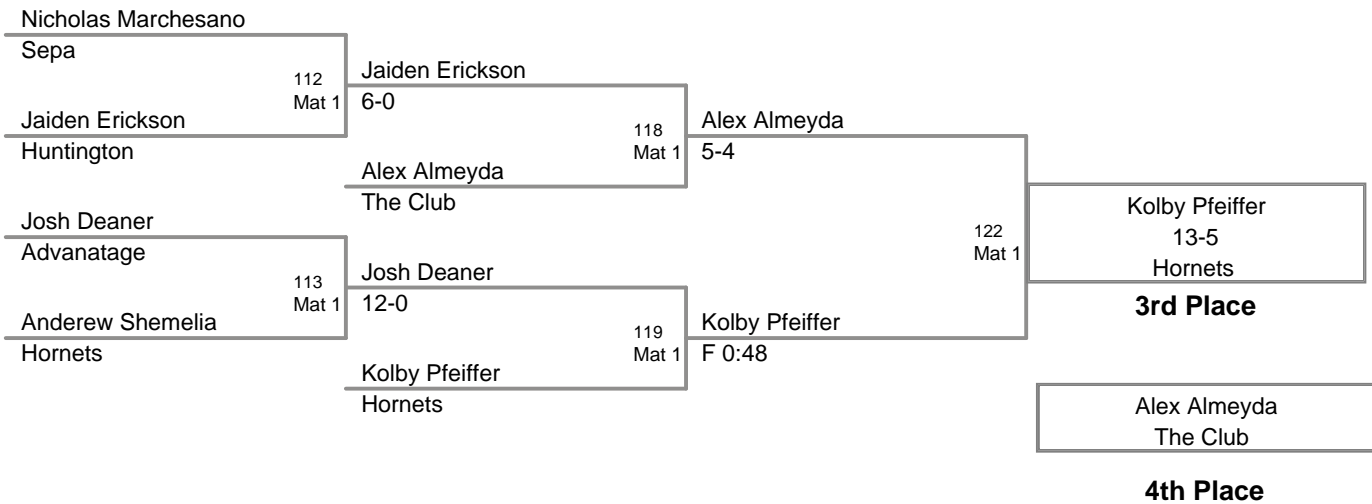 Nicholas Marchesano
Sepa
112
Mat 1
Jaiden Erickson
6-0
Jaiden Erickson
Huntington
118
Mat 1
Alex Almeyda
5-4
Alex Almeyda
The Club
Josh Deaner
Advanatage
113
Mat 1
Josh Deaner
12-0
Anderew Shemelia
Hornets
119
Mat 1
Kolby Pfeiffer
F 0:48
Kolby Pfeiffer
Hornets
122
Mat 1
Kolby Pfeiffer
13-5
Hornets
3rd Place
Alex Almeyda
The Club
4th Place